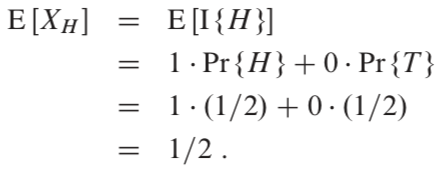 E [X_H] = E [I {H}]
= 1 · Pr {H} + 0 · Pr {T}
= 1 · (1/2) + 0 · (1/2)
= 1/2 .